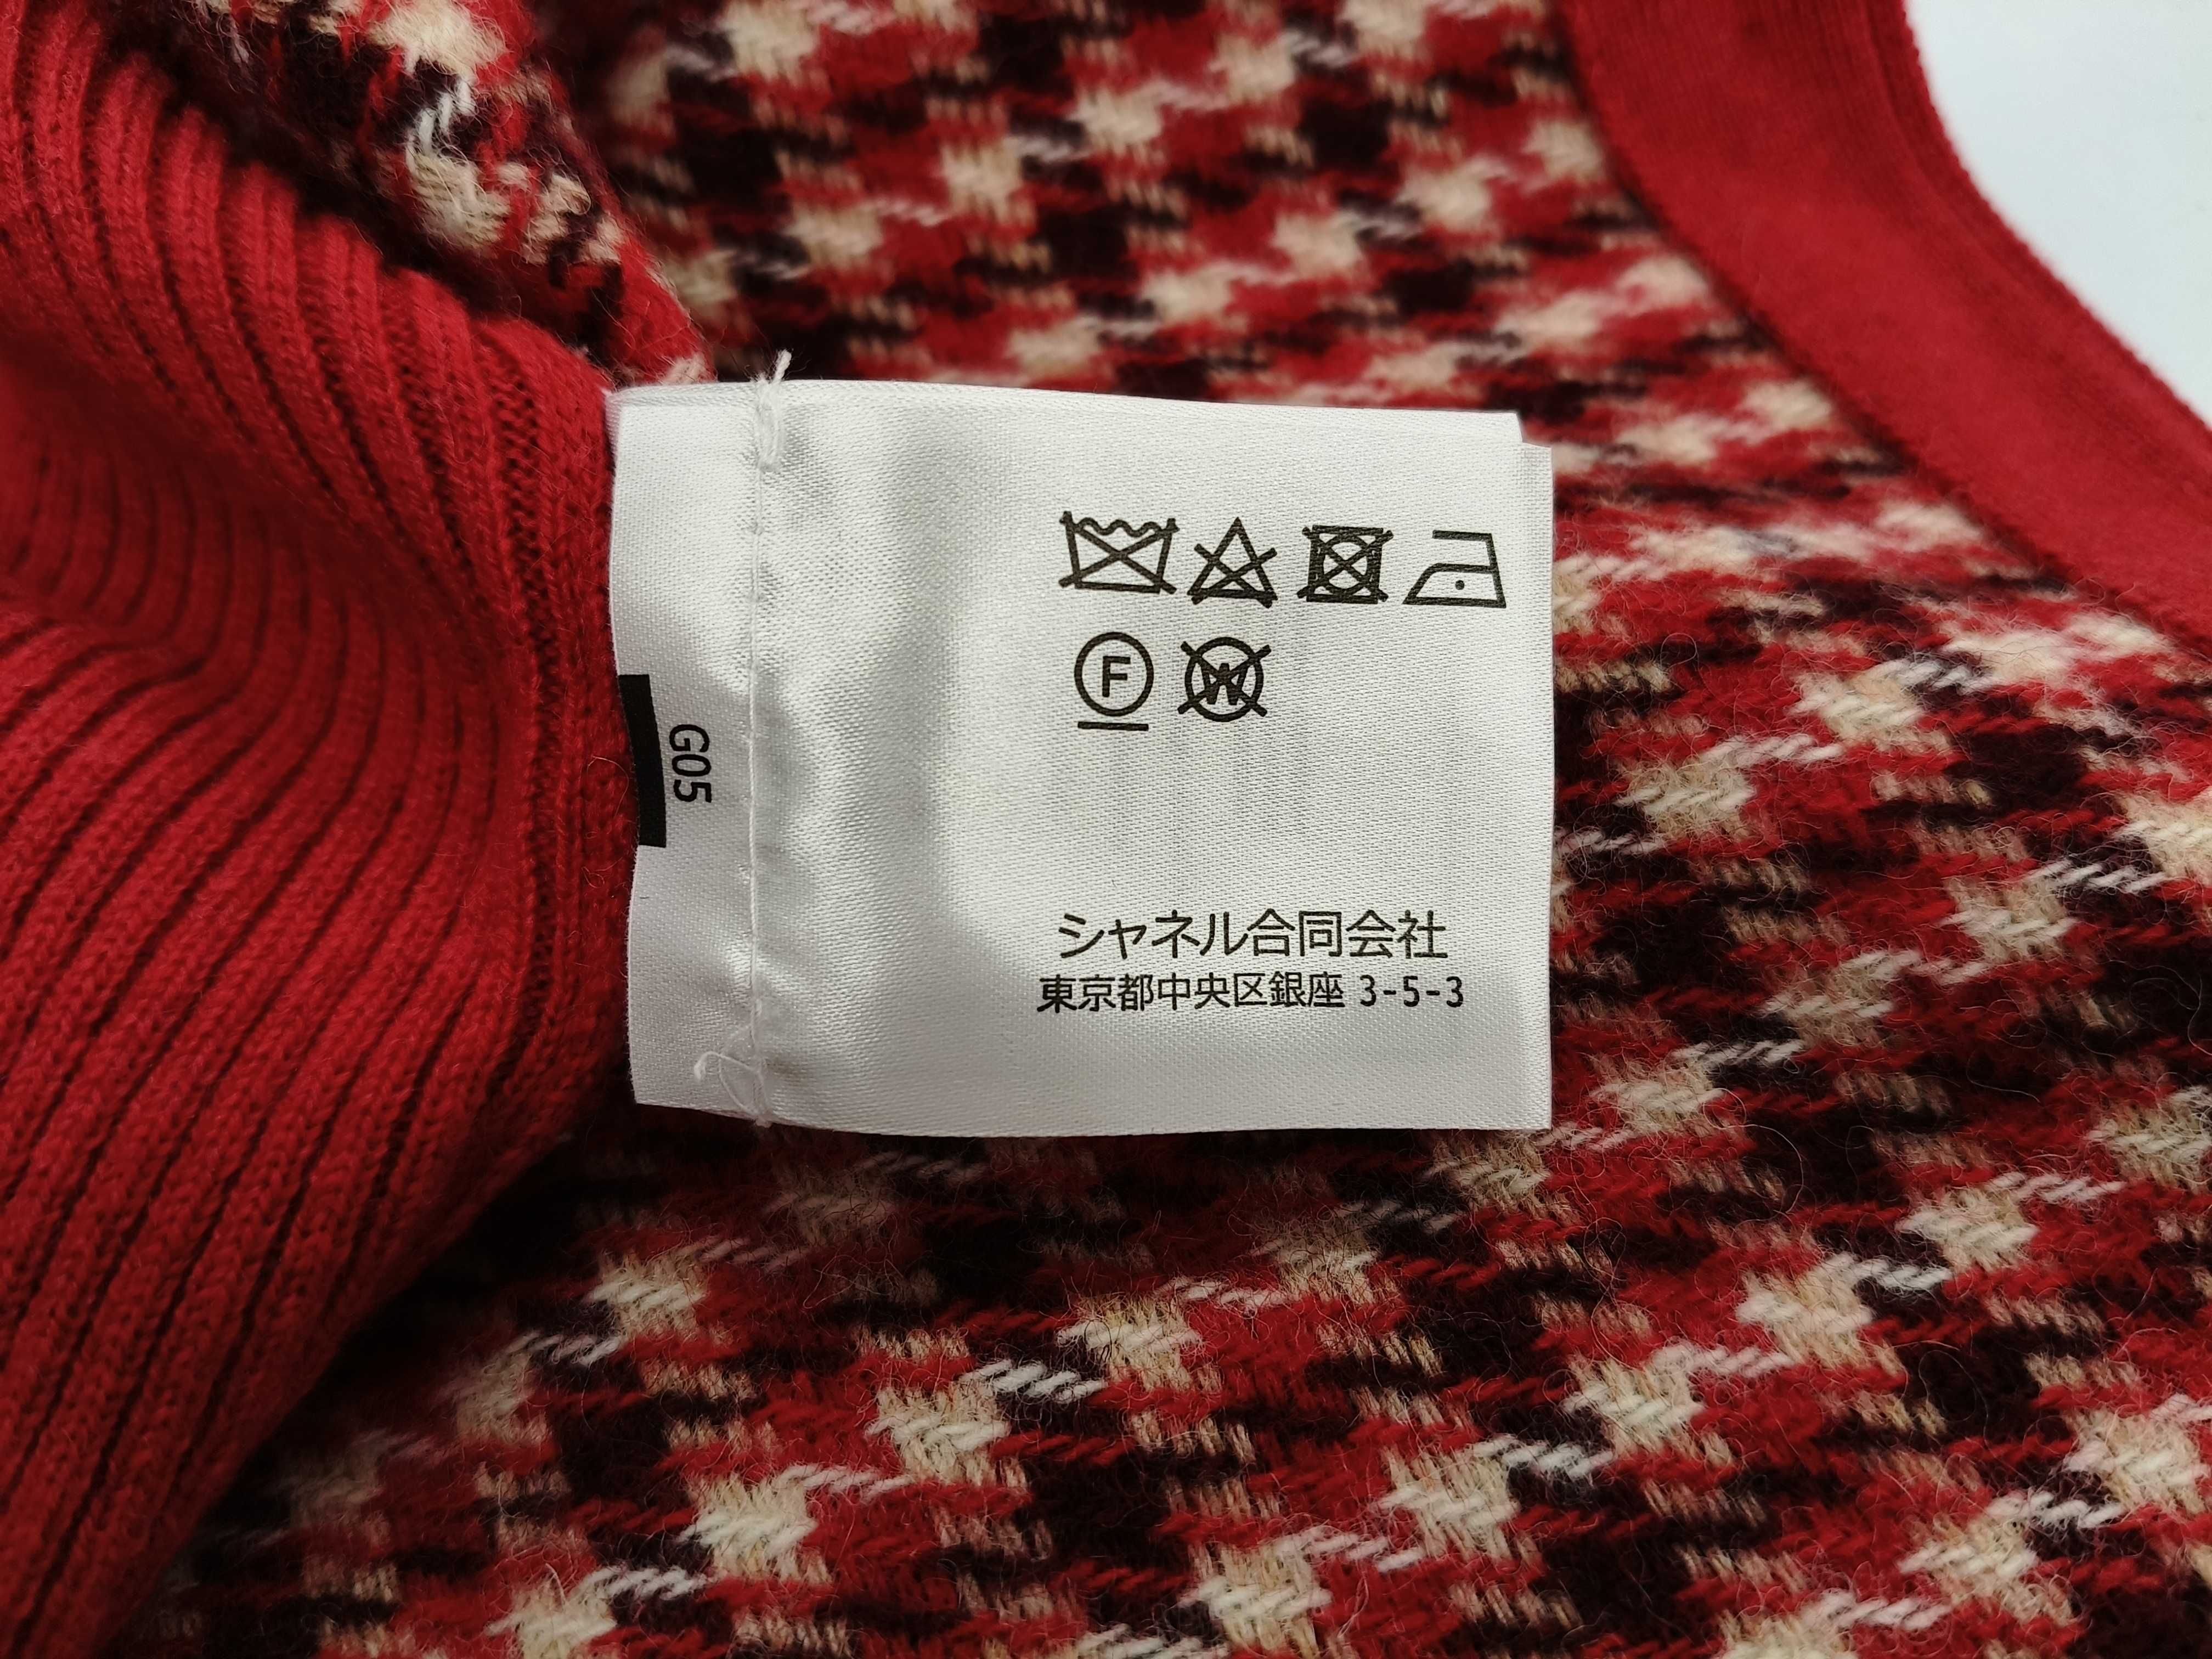 F W
G05
シャネル合同会社
東京都中央区銀座 3-5-3